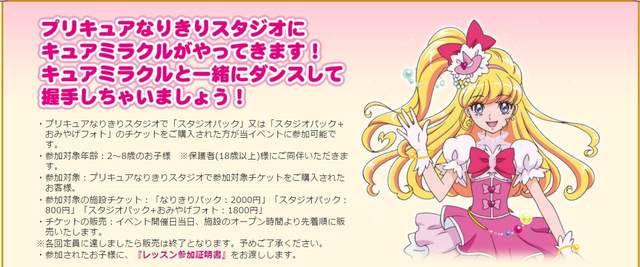 プリキュアなりきりスタジオに
キュアミラクルがやってきます！
キュアミラクルと一緒にダンスして
握手しちゃいましょう！
・プリキュアなりきりスタジオで「スタジオパック」又は「スタジオパック+
おみやげフォト」のチケットをご購入された方が当イベントに参加可能で
す。
・参加対象年齢：2~8歳のお子様　※保護者(18歳以上)様にご同伴いただきま
す。
・参加対象：プリキュアなりきりスタジオで参加対象チケットをご購入された
お客様。
・参加対象の施設チケット：「なりきりパック：2000円」「スタジオパック：
800円」「スタジオパック+おみやげフォト：1800円」
・チケットの販売：イベント開催日当日、施設のオープン時間より先着順に販
売いたします。
※各回定員に達しましたら販売は終了となります。予めご了承ください。
・参加されたお子様に、『レッスン参加証明書』をお渡しします。